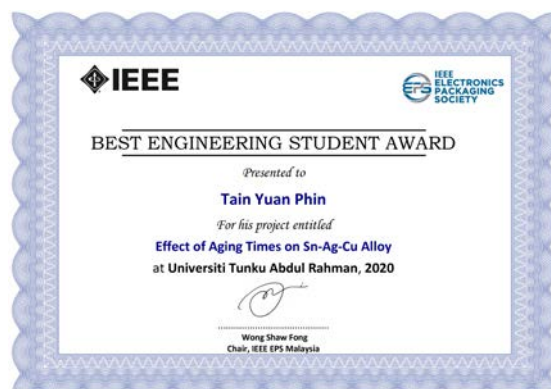 IEEE
EPS
IEEE
ELECTRONICS
PACKAGING
SOCIETY
BEST ENGINEERING STUDENT AWARD
Presented to
Tain Yuan Phin
For his project entitled
Effect of Aging Times on Sn-Ag-Cu Alloy
at Universiti Tunku Abdul Rahman, 2020
Wong Shaw Fong
Chair, IEEE EPS Malaysia